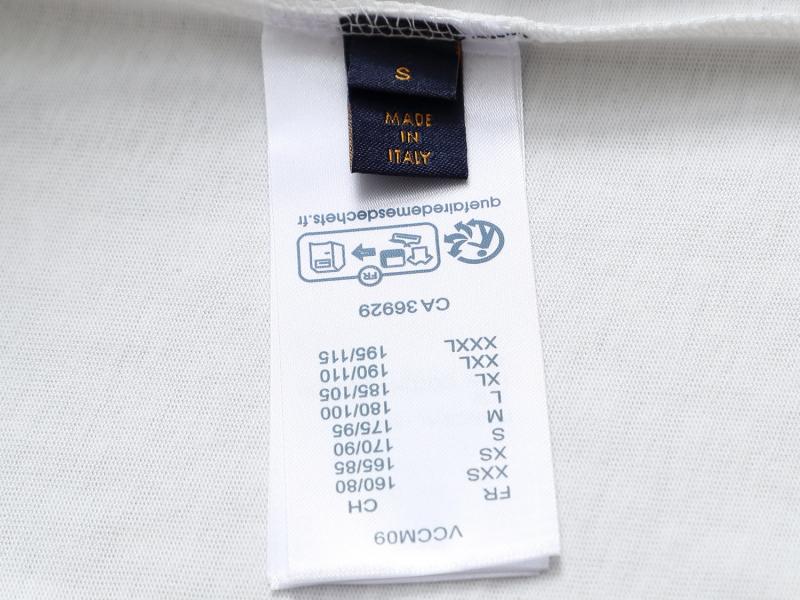 S
MADE
IN
ITALY
VCCM09
FR CH
XXS 160/80
XS 165/85
S 170/90
M 175/95
L 180/100
XL 185/105
XXL 190/110
XXXL 195/115
CA 36929
FR
quefairedemesdechets.fr